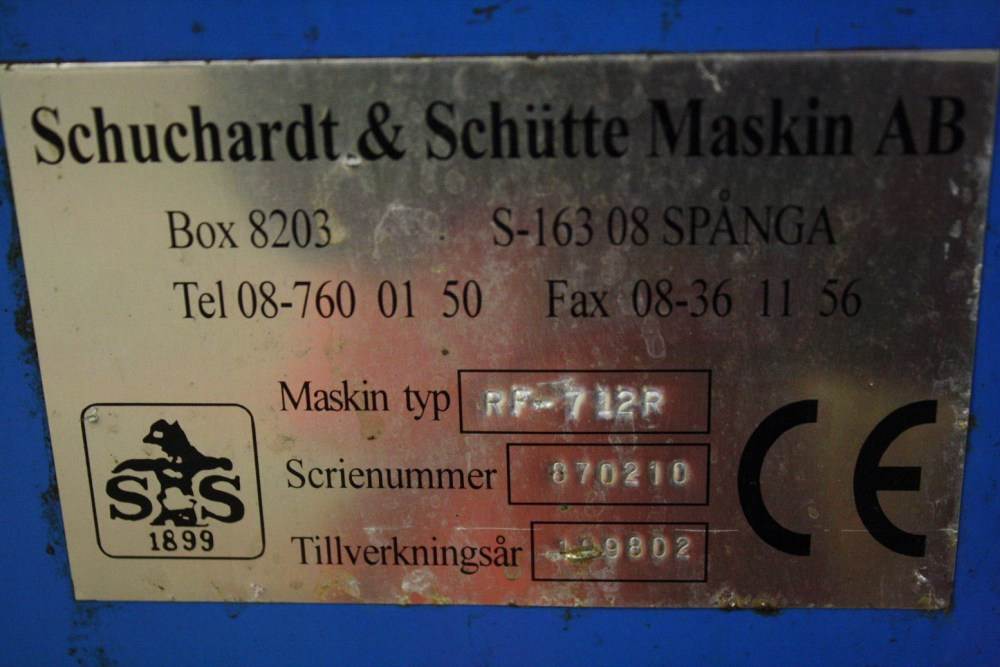 Schuchardt & Schütte Maskin AB
Box 8203 S-163 08 SPÅNGA
Tel 08-760 01 50 Fax 08-36 11 56
Maskin typ RF-712R
Scrienummer 870210
Tillverkningsår 199802
S&S
1899
CE